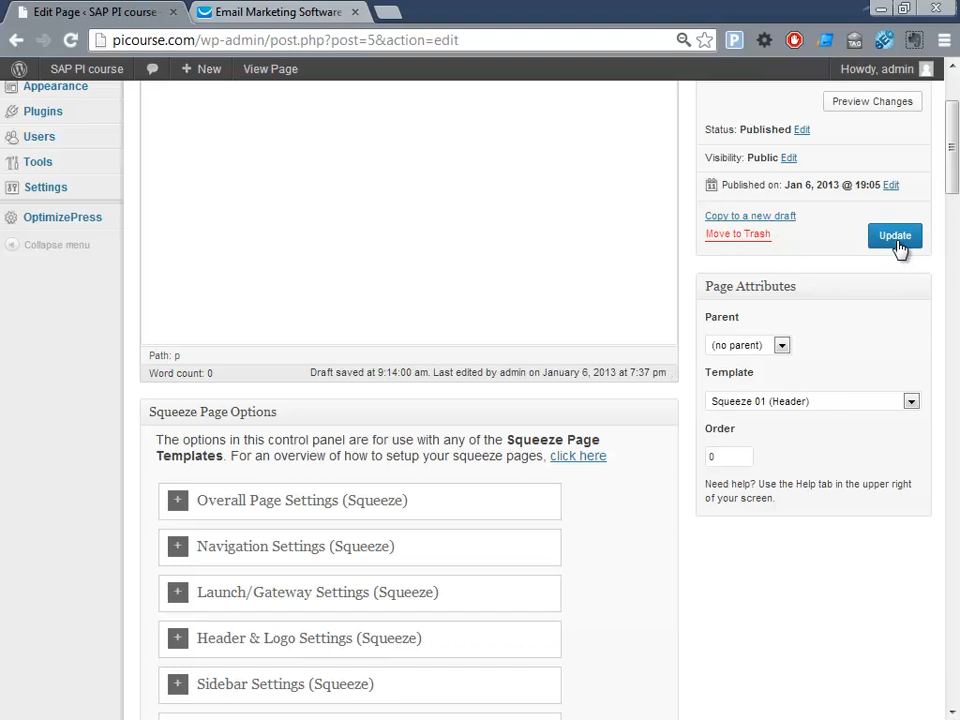 Edit Page < SAP PI course
Email Marketing Software
picourse.com/wp-admin/post.php?post=5&action=edit
SAP PI course
+ New
View Page
Howdy, admin
Appearance
Plugins
Users
Tools
Settings
OptimizePress
Collapse menu
Path: p
Word count: 0
Draft saved at 9:14:00 am. Last edited by admin on January 6, 2013 at 7:37 pm
Squeeze Page Options
The options in this control panel are for use with any of the Squeeze Page
Templates. For an overview of how to setup your squeeze pages, click here
+ Overall Page Settings (Squeeze)
+ Navigation Settings (Squeeze)
+ Launch/Gateway Settings (Squeeze)
+ Header & Logo Settings (Squeeze)
+ Sidebar Settings (Squeeze)
Preview Changes
Status: Published Edit
Visibility: Public Edit
Published on: Jan 6, 2013 @ 19:05 Edit
Copy to a new draft
Move to Trash
Update
Page Attributes
Parent
(no parent)
Template
Squeeze 01 (Header)
Order
0
Need help? Use the Help tab in the upper right
of your screen.